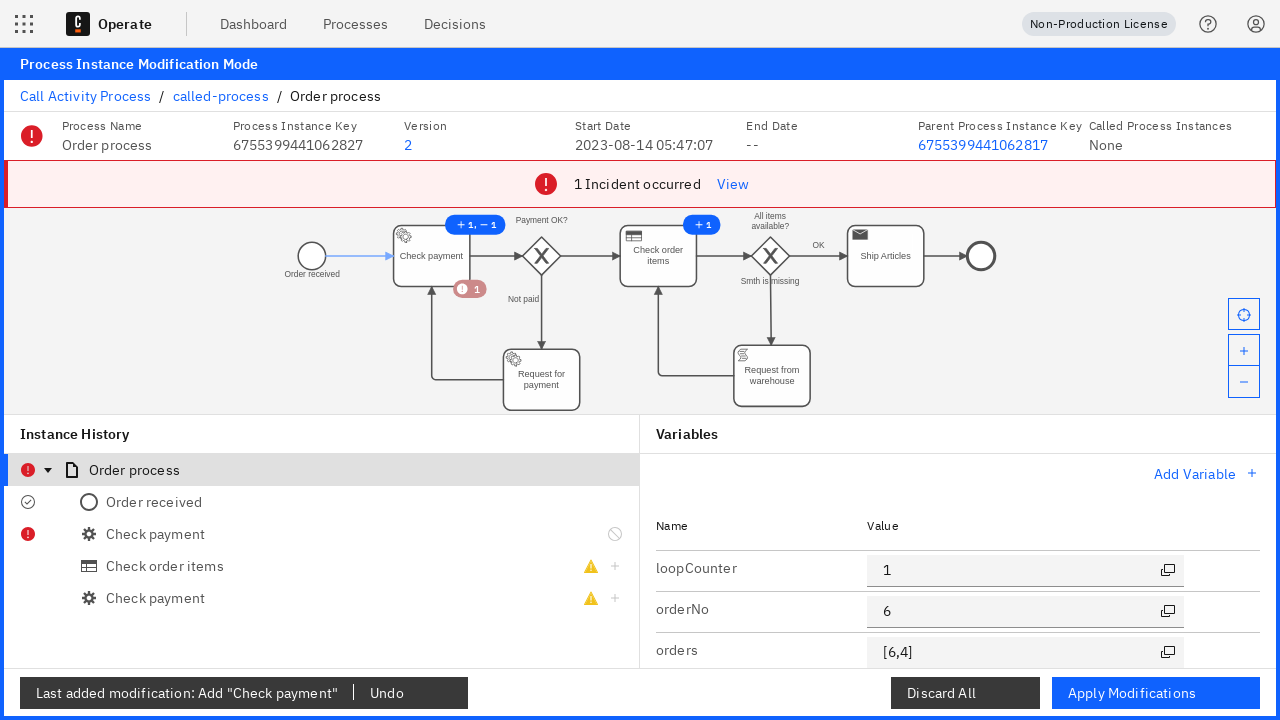 Operate
Dashboard
Processes
Decisions
Non-Production License
Process Instance Modification Mode
Call Activity Process / called-process / Order process
Process Name
Process Instance Key
Version
Start Date
End Date
Parent Process Instance Key
Called Process Instances
Order process
6755399441062827
2
2023-08-14 05:47:07
--
6755399441062817
None
1 Incident occurred
View
+ 1, − 1
Payment OK?
+ 1
All items
available?
Order received
Check payment
1
Check order
items
OK
Ship Articles
Smth is missing
Not paid
Request for
payment
Request from
warehouse
Instance History
Order process
Order received
Check payment
Check order items
Check payment
Variables
Add Variable +
Name
Value
loopCounter
1
orderNo
6
orders
[6,4]
Last added modification: Add "Check payment"
Undo
Discard All
Apply Modifications